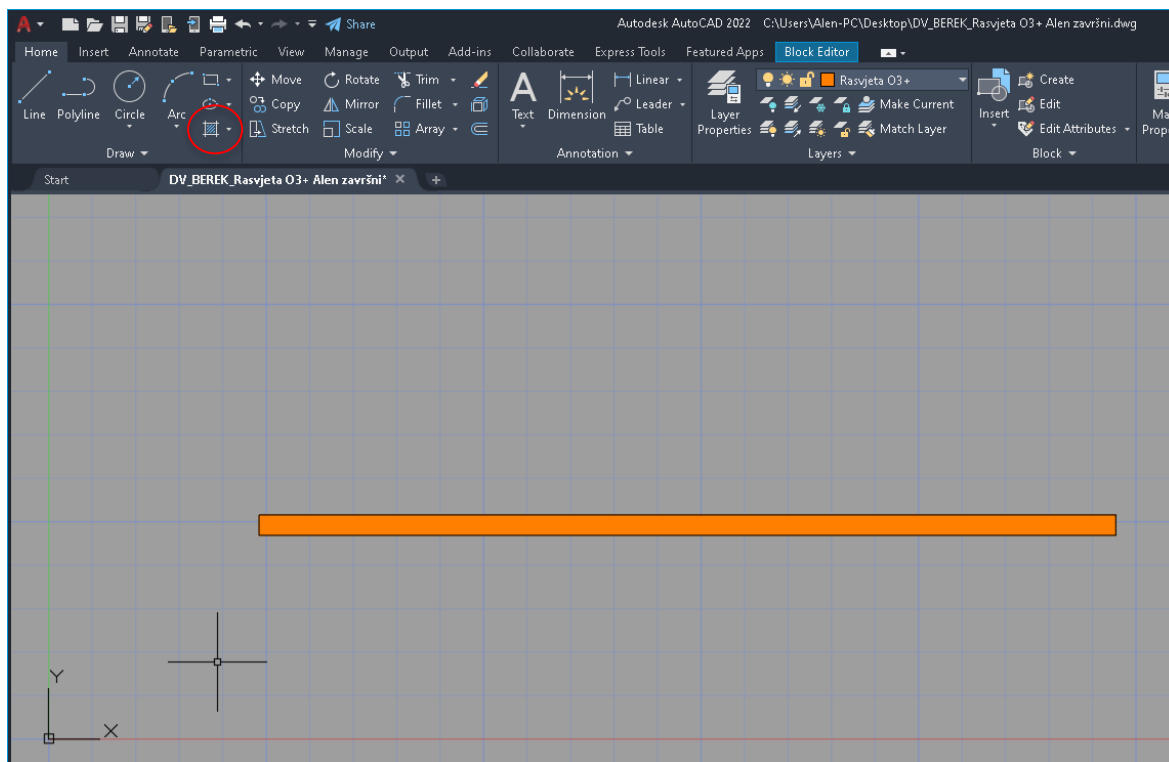 A Share Autodesk AutoCAD 2022 C:\Users\Alen-PC\Desktop\DV_BEREK_Rasvjeta O3+ Alen završni.dwg
Home Insert Annotate Parametric View Manage Output Add-ins Collaborate Express Tools Featured Apps Block Editor
Move Rotate Trim Linear Rasvjeta O3+ Create
Copy Mirror Fillet Leader Make Current Edit
Line Polyline Circle Arc Text Dimension Layer Properties Insert
Stretch Scale Array Table Match Layer Edit Attributes
Draw Modify Annotation Layers Block
Start DV_BEREK_Rasvjeta O3+ Alen završni* +
Y
X